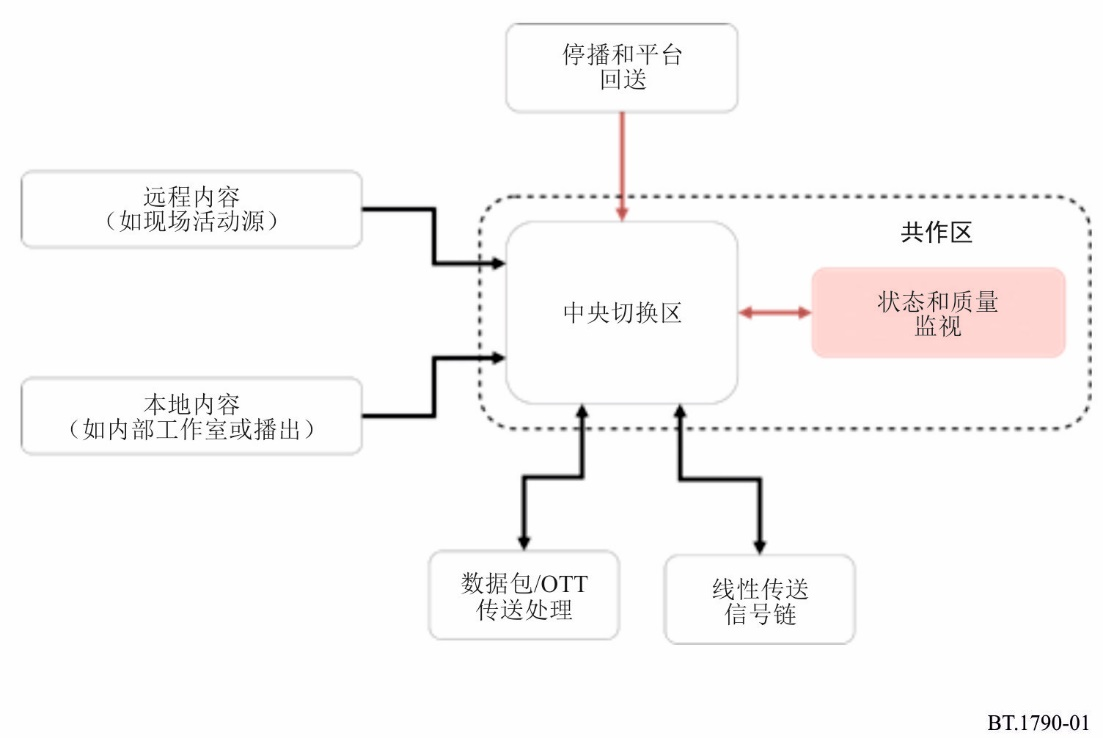 停播和平台
回送
远程内容
（如现场活动源）
共作区
状态和质量
监视
中央切换区
本地内容
（如内部工作室或播出）
数据包/OTT
传送处理
线性传送
信号链
BT.1790-01